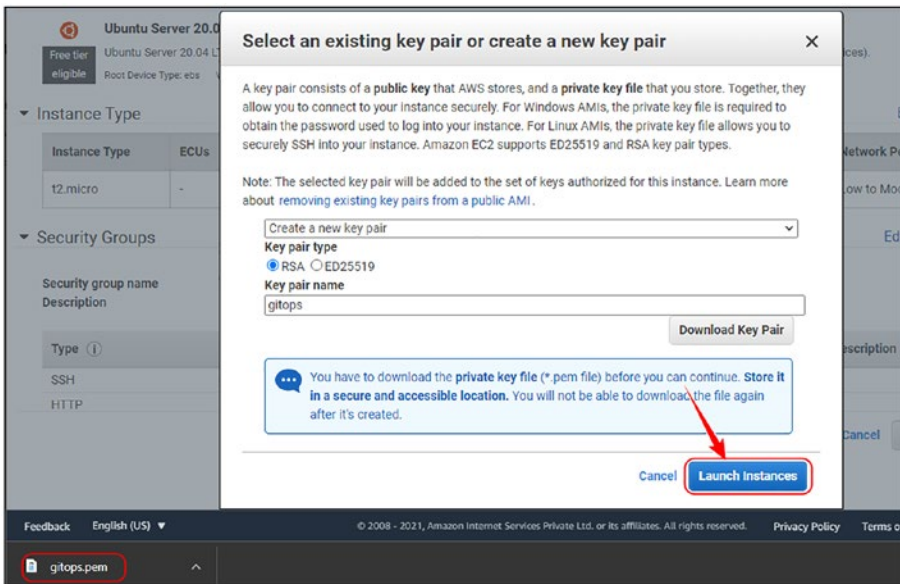 Ubuntu Server 20.0
Free tier
eligible
Ubuntu Server 20.04 LT
ices).
Root Device Type: ebs
Select an existing key pair or create a new key pair
A key pair consists of a public key that AWS stores, and a private key file that you store. Together, they
allow you to connect to your instance securely. For Windows AMIs, the private key file is required to
obtain the password used to log into your instance. For Linux AMIs, the private key file allows you to
securely SSH into your instance. Amazon EC2 supports ED25519 and RSA key pair types.
Note: The selected key pair will be added to the set of keys authorized for this instance. Learn more
about removing existing key pairs from a public AMI.
Create a new key pair
Key pair type
RSA ED25519
Key pair name
gitops
Download Key Pair
You have to download the private key file (*.pem file) before you can continue. Store it
in a secure and accessible location. You will not be able to download the file again
after it's created.
Cancel Launch Instances
Instance Type
Instance Type ECUs
Network Pe
t2.micro -
Low to Mod
Security Groups
Ed
Security group name
Description
Type
escription
SSH
HTTP
Cancel
Feedback English (US) © 2008 - 2021, Amazon Internet Services Private Ltd. or its affiliates. All rights reserved. Privacy Policy Terms o
gitops.pem